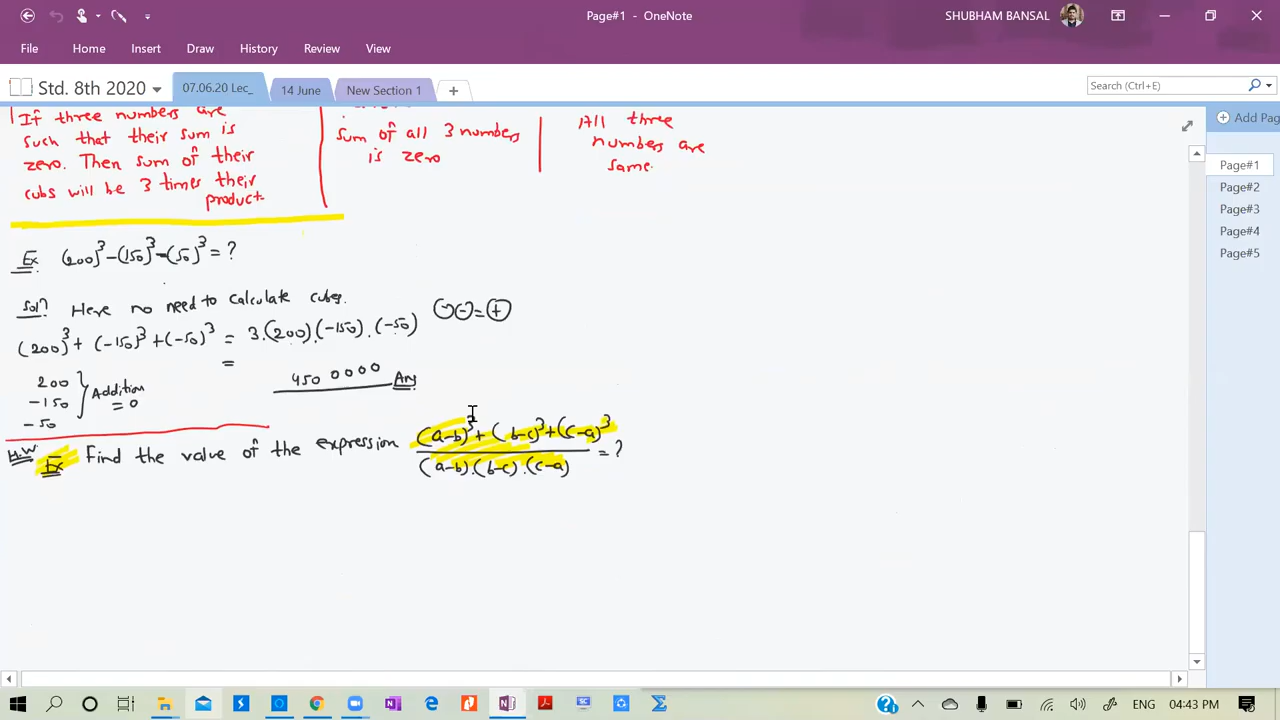 Page#1 - OneNote
SHUBHAM BANSAL
File Home Insert Draw History Review View
Std. 8th 2020
07.06.20 Lec_
14 June
New Section 1
Search (Ctrl+E)
Add Pag
Page#1
Page#2
Page#3
Page#4
Page#5
If three numbers are
such that their sum is
zero. Then sum of their
cubs will be 3 times their
product
sum of all 3 numbers
is zero
All three
numbers are
same.
Ex (200)³-(150)³-(50)³=?
Sol? Here no need to calculate cubes.
(200)³+(-150)³+(-50)³ = 3.(200).(-150).(-50)
(-)(-)=(+)
= 4500000 Ans
200
-150
-50
Addition
=0
H.W Ex Find the value of the expression (a-b)³+(b-c)³+(c-a)³ / (a-b).(b-c).(c-a) = ?
ENG 04:43 PM